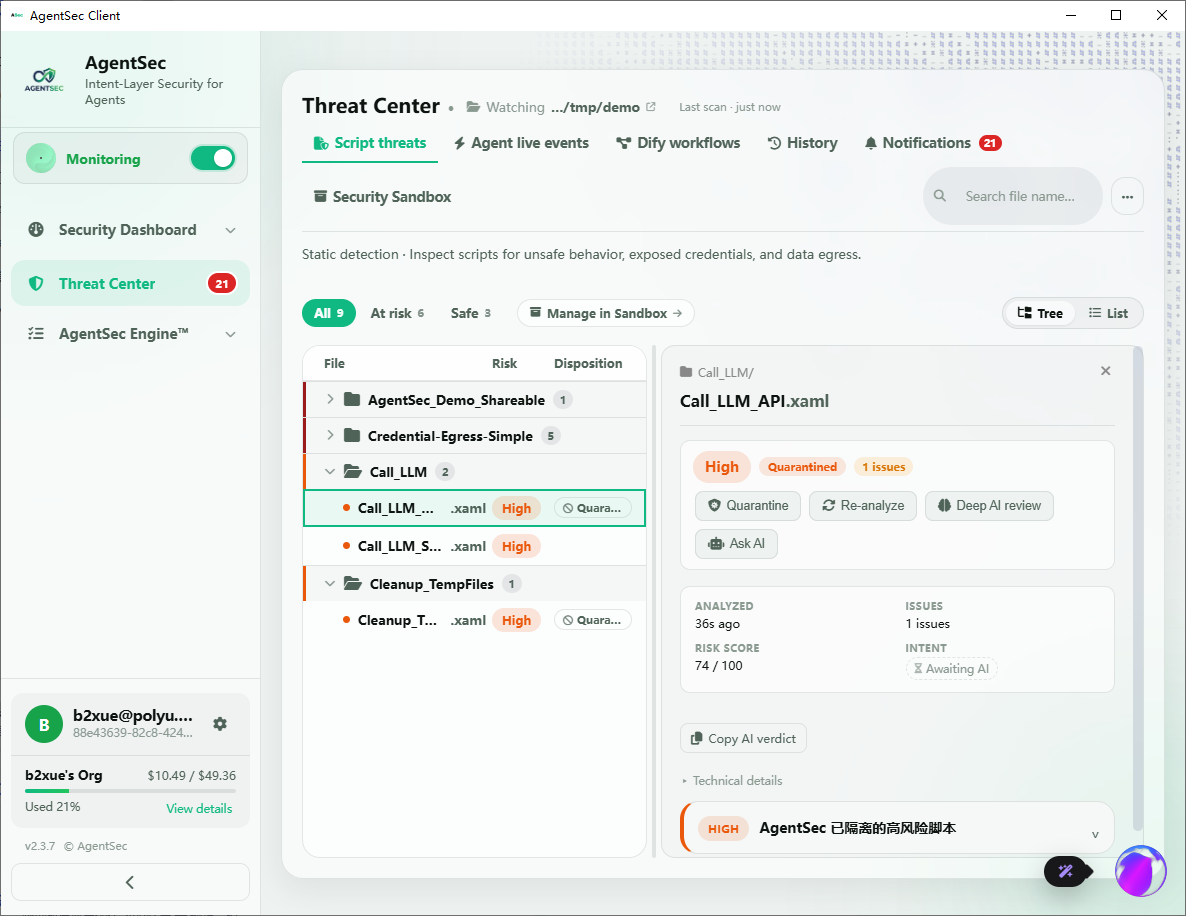 AgentSec Client
AgentSec
Intent-Layer Security for
Agents
AGENTSEC
Monitoring
Security Dashboard
Threat Center 21
AgentSec Engine™
B
b2xue@polyu....
88e43639-82c8-424...
b2xue's Org $10.49 / $49.36
Used 21% View details
v2.3.7 © AgentSec
Threat Center • Watching .../tmp/demo Last scan · just now
Script threats Agent live events Dify workflows History Notifications 21
Security Sandbox
Search file name...
Static detection · Inspect scripts for unsafe behavior, exposed credentials, and data egress.
All 9 At risk 6 Safe 3 Manage in Sandbox → Tree List
File Risk Disposition
AgentSec_Demo_Shareable 1
Credential-Egress-Simple 5
Call_LLM 2
Call_LLM_... .xaml High Quara...
Call_LLM_S... .xaml High
Cleanup_TempFiles 1
Cleanup_T... .xaml High Quara...
Call_LLM/
Call_LLM_API.xaml
High Quarantined 1 issues
Quarantine Re-analyze Deep AI review
Ask AI
ANALYZED ISSUES
36s ago 1 issues
RISK SCORE INTENT
74 / 100 Awaiting AI
Copy AI verdict
Technical details
HIGH AgentSec 已隔离的高风险脚本 v